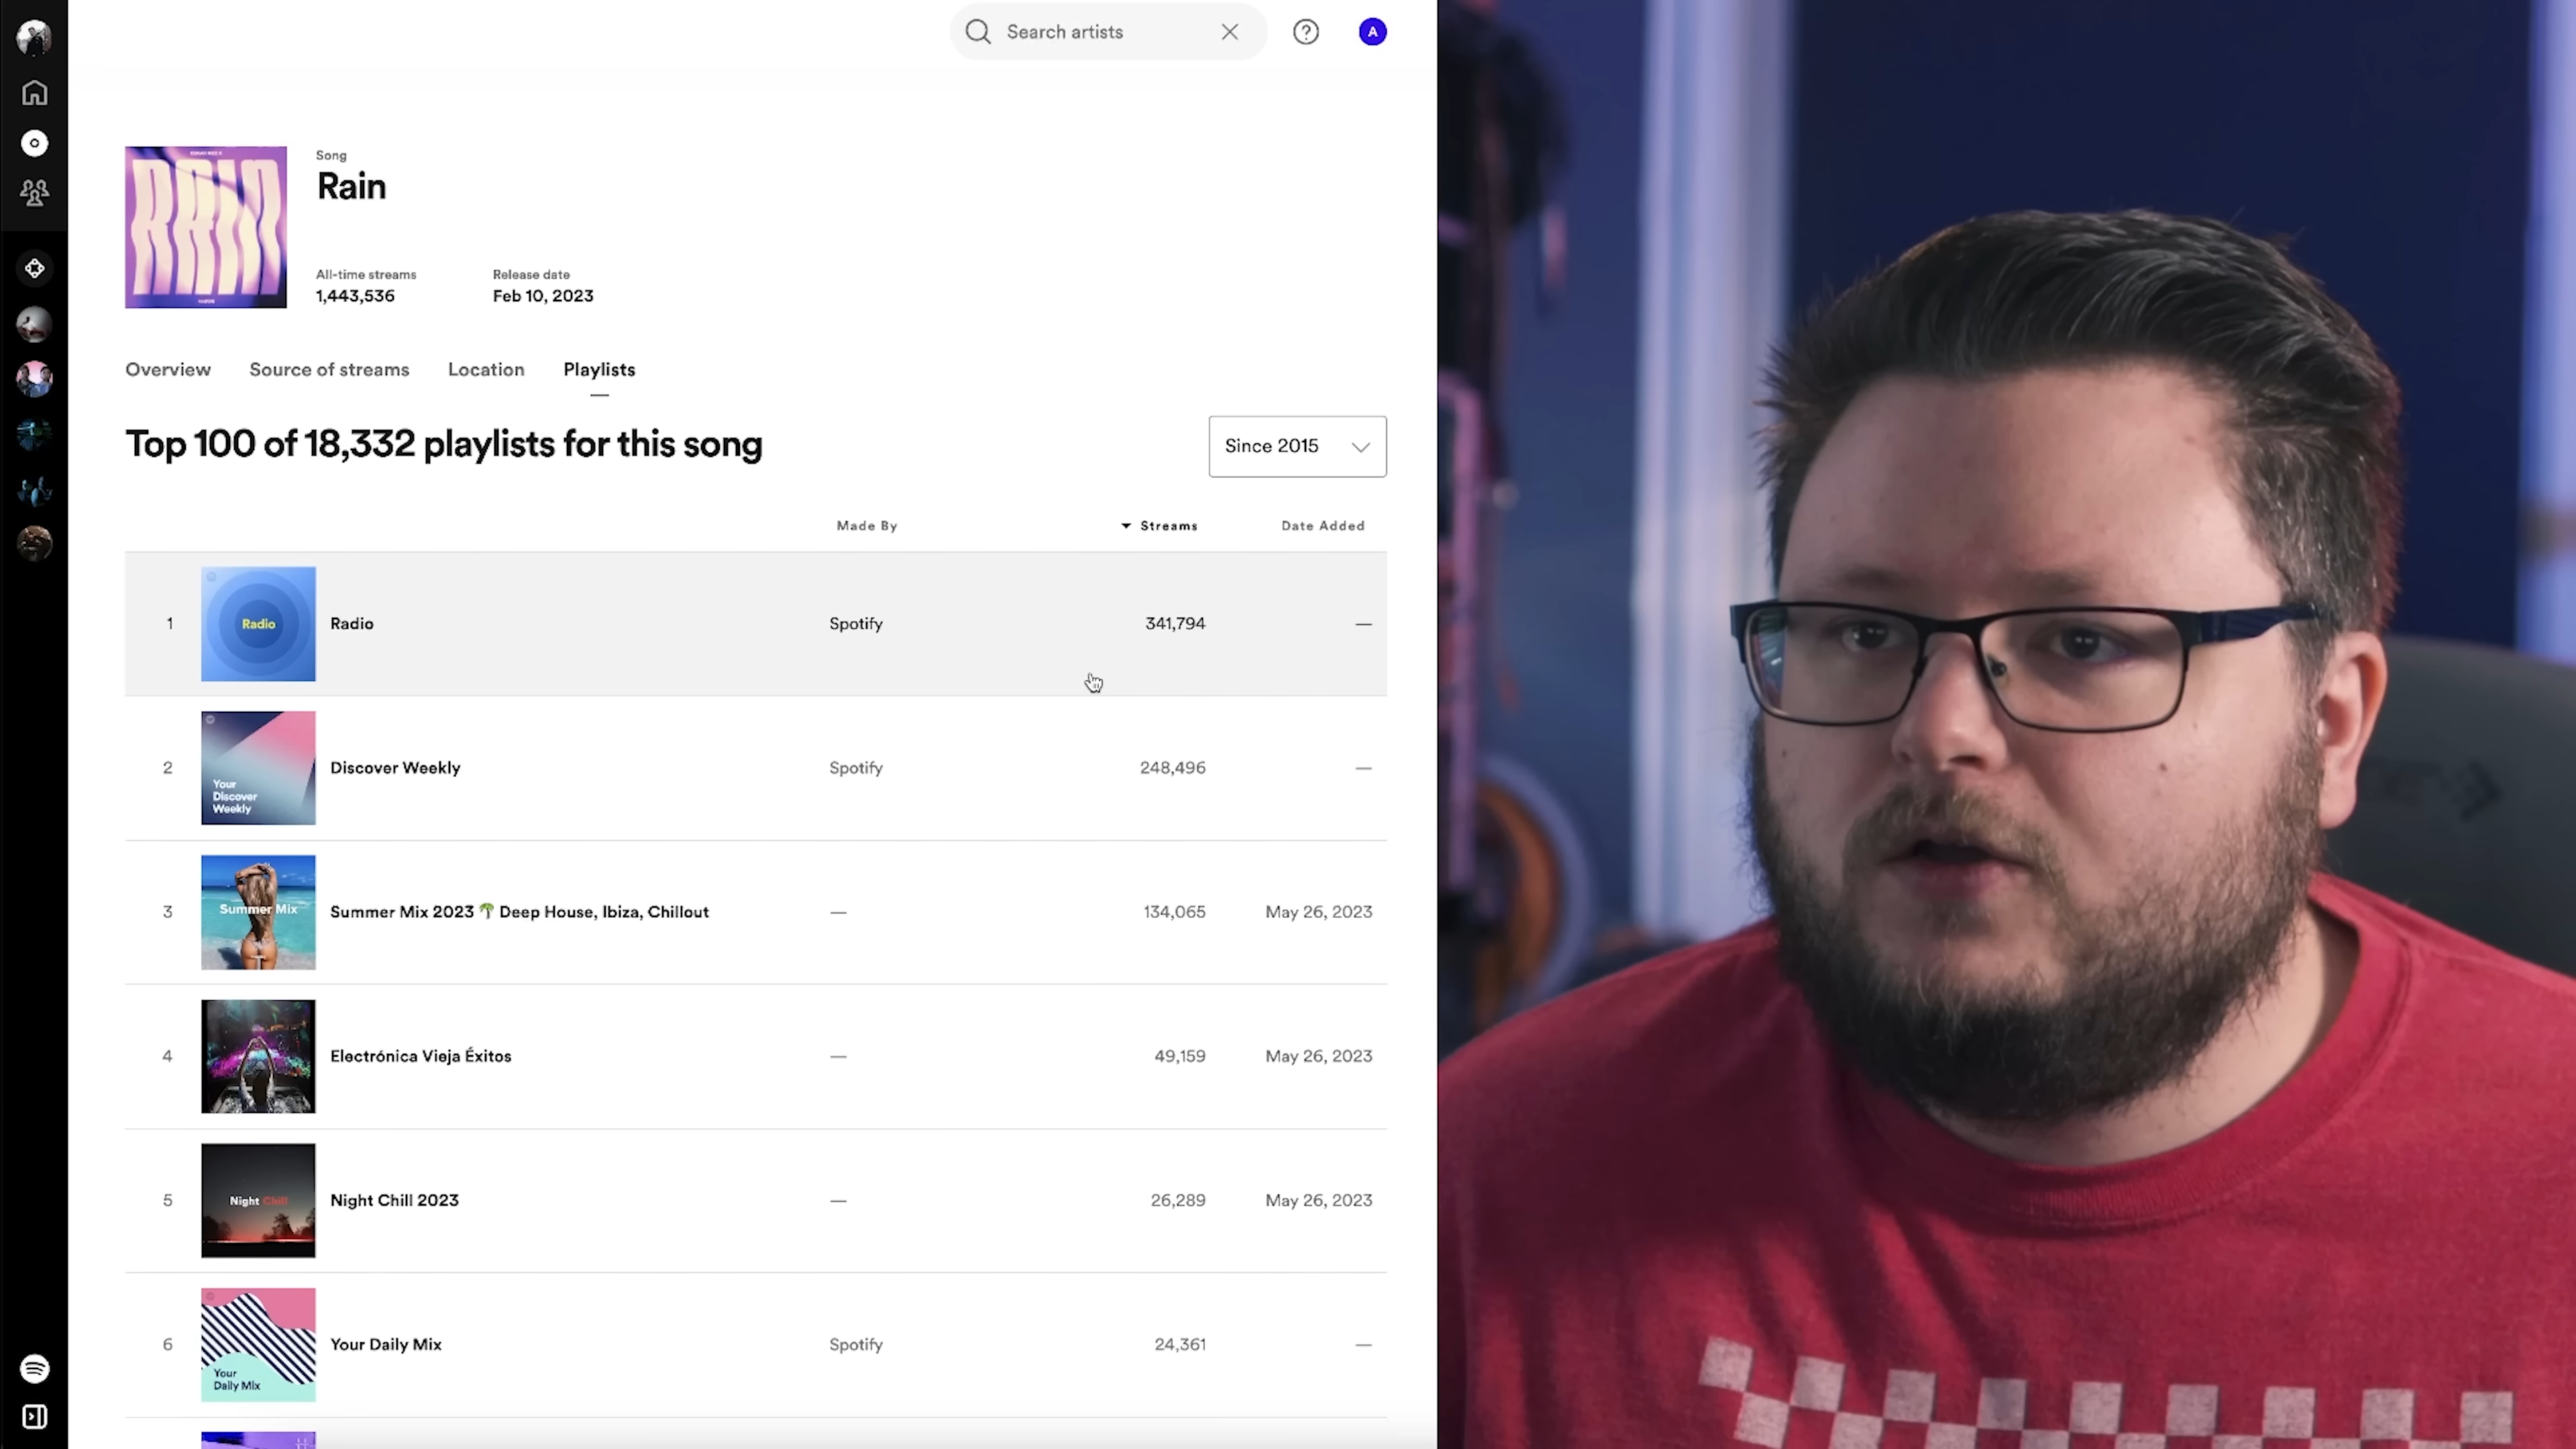 Search artists
A
RAIN
Song
Rain
All-time streams
1,443,536
Release date
Feb 10, 2023
Overview
Source of streams
Location
Playlists
Top 100 of 18,332 playlists for this song
Since 2015
Made By
Streams
Date Added
1
Radio
Radio
Spotify
341,794
—
2
Your
Discover
Weekly
Discover Weekly
Spotify
248,496
—
3
Summer Mix
Summer Mix 2023 🌴 Deep House, Ibiza, Chillout
—
134,065
May 26, 2023
4
Electrónica Vieja Éxitos
—
49,159
May 26, 2023
5
Night Chill
Night Chill 2023
—
26,289
May 26, 2023
6
Your
Daily Mix
Your Daily Mix
Spotify
24,361
—